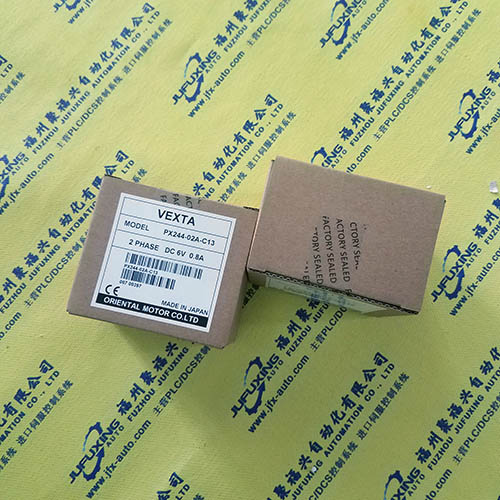 VEXTA
MODEL PX244-02A-C13
2 PHASE DC 6V 0.8A
PX244-02A-C13
MADE IN JAPAN
CE
ORIENTAL MOTOR CO.LTD
FACTORY SEALED
FACTORY SEALED
JUFUXING
福州聚福兴自动化有限公司
FUZHOU JUFUXING AUTOMATION CO., LTD
www.jfx-auto.com
主营PLC/DCS控制系统 进口伺服控制系统